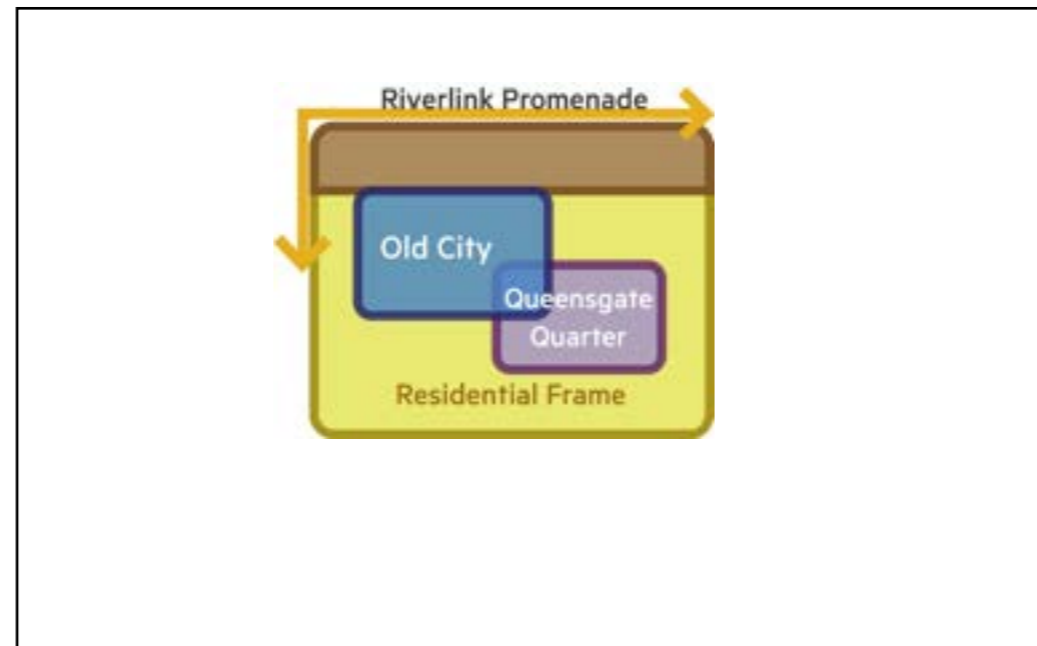 Riverlink Promenade
Old City
Queensgate
Quarter
Residential Frame